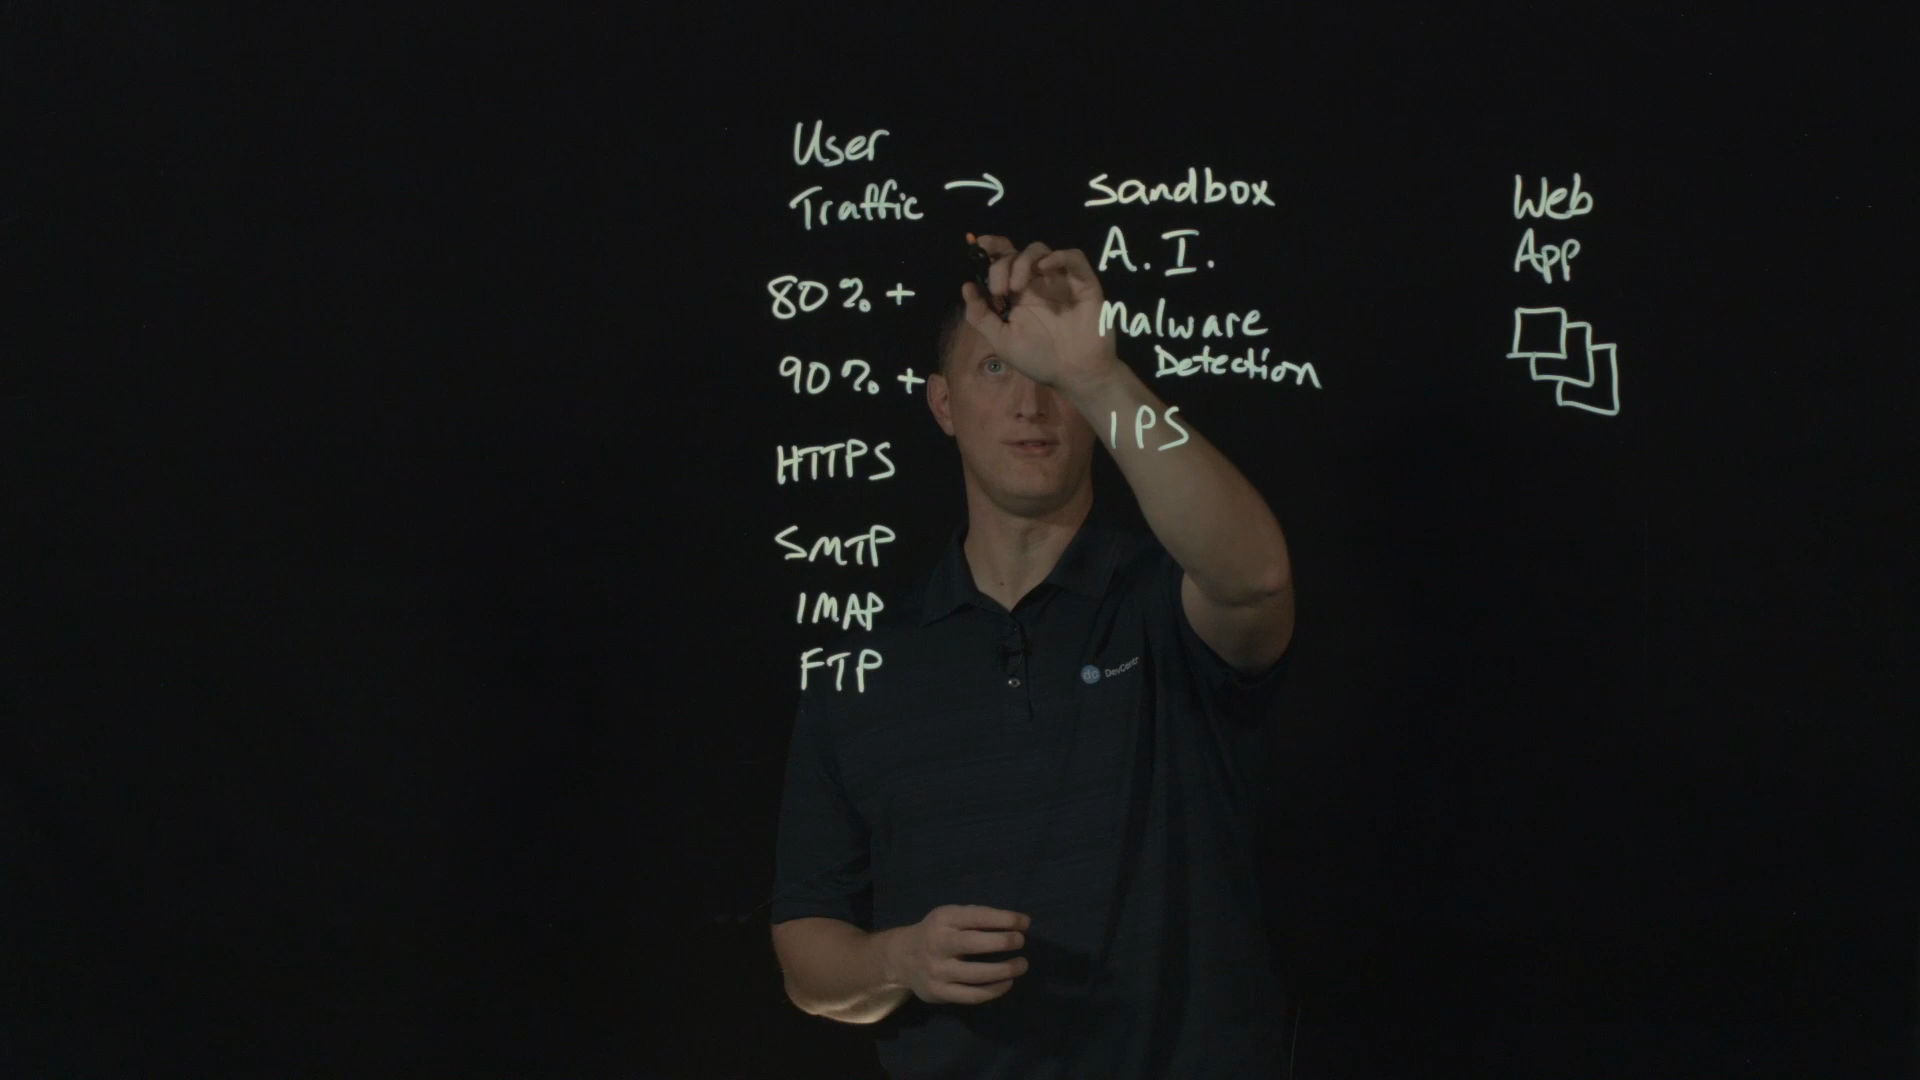 User
Traffic →
80% +
90% +
HTTPS
SMTP
IMAP
FTP
Sandbox
A.I.
Malware
Detection
IPS
Web
App